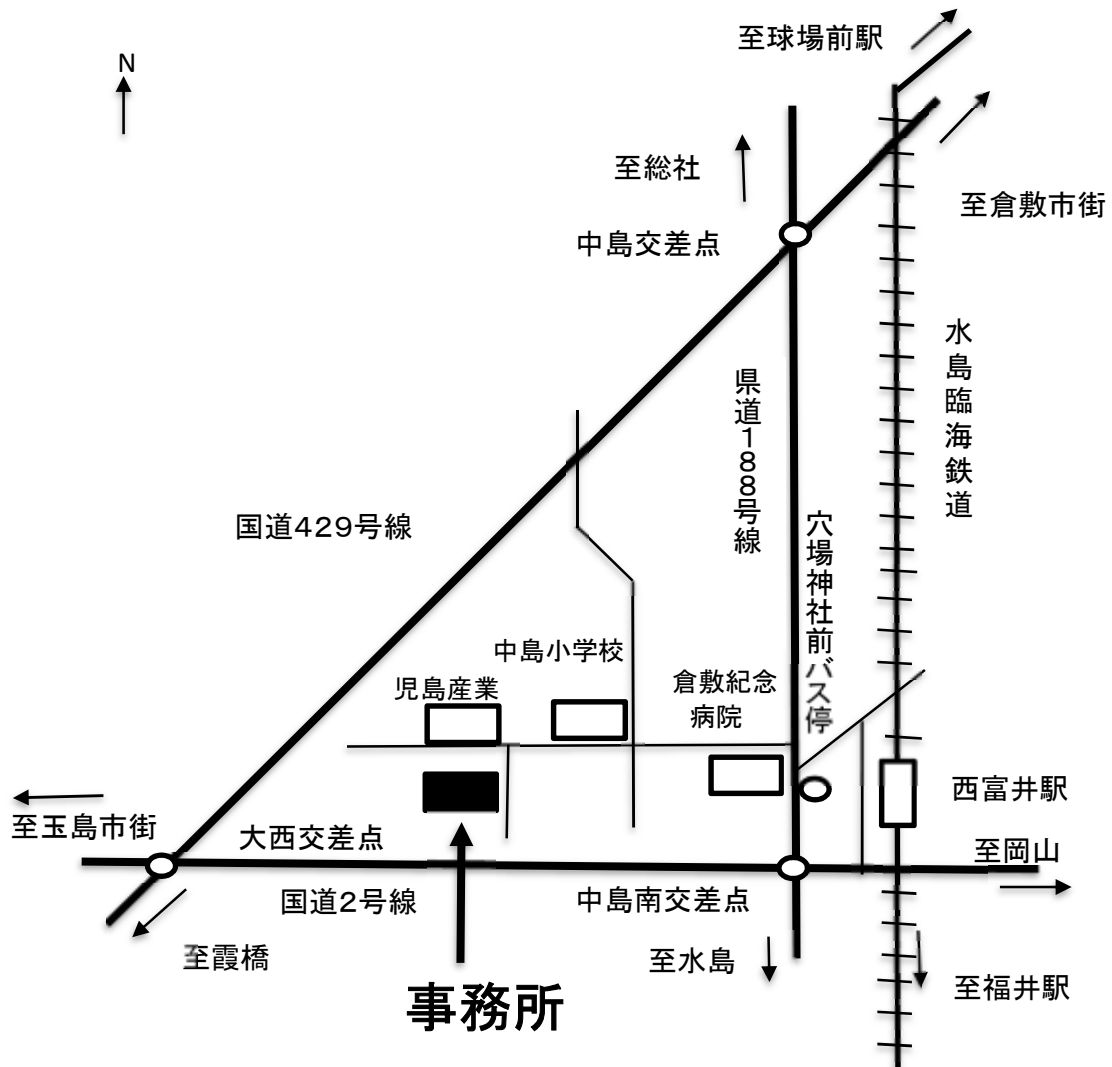 至球場前駅
N
至総社
至倉敷市街
中島交差点
水島臨海鉄道
県道188号線
国道429号線
穴場神社前バス停
中島小学校
児島産業
倉敷紀念
病院
西富井駅
至玉島市街
大西交差点
至岡山
国道2号線
中島南交差点
至霞橋
至水島
至福井駅
事務所